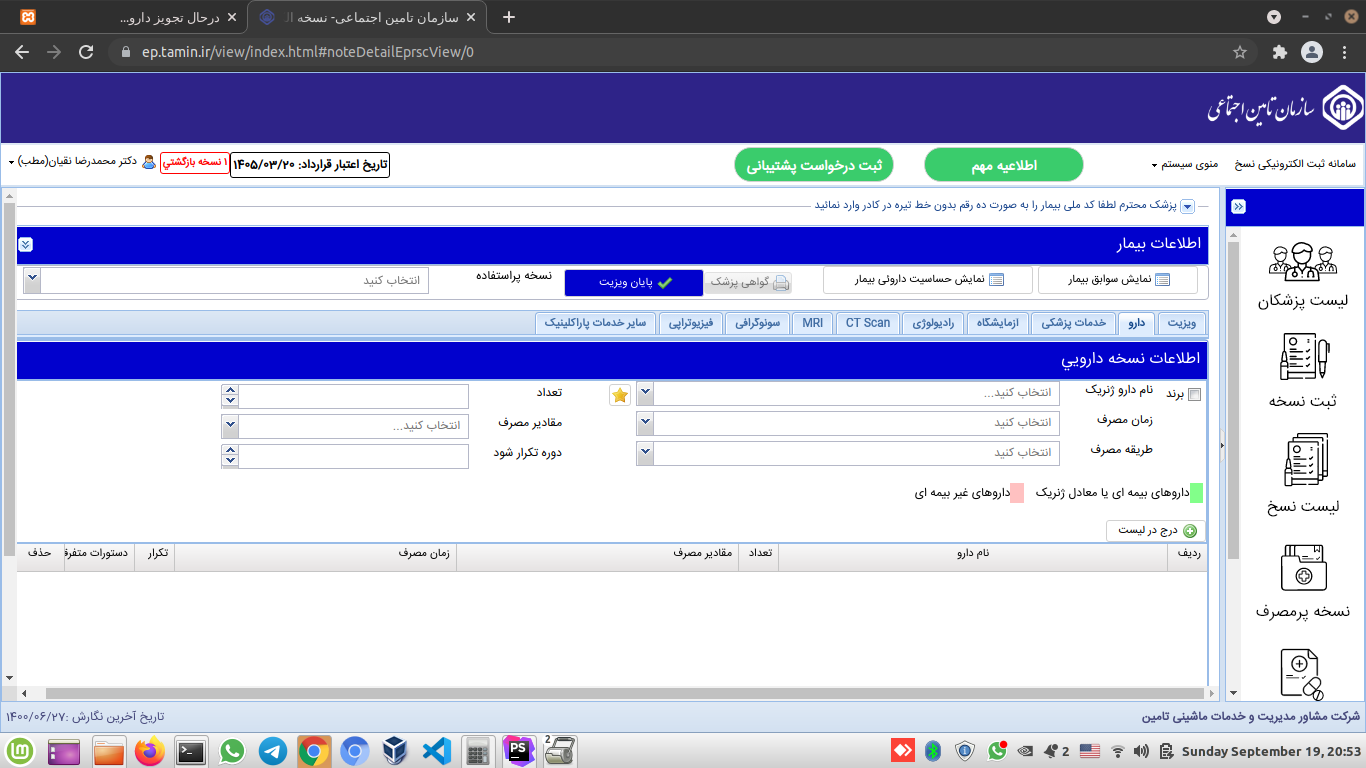 درحال تجویز دارو...
سازمان تامین اجتماعی- نسخه ال
ep.tamin.ir/view/index.html#noteDetailEprscView/0
سازمان تامین اجتماعی
سامانه ثبت الکترونیکی نسخ
منوی سیستم
اطلاعیه مهم
ثبت درخواست پشتیبانی
تاریخ اعتبار قرارداد: ۱۴۰۵/۰۳/۲۰
۱ نسخه بازگشتي
دکتر محمدرضا نقیان(مطب)
پزشک محترم لطفا کد ملی بیمار را به صورت ده رقم بدون خط تیره در کادر وارد نمائید
اطلاعات بیمار
نمایش سوابق بیمار
نمایش حساسیت داروئی بیمار
گواهی پزشک
پایان ویزیت
نسخه پراستفاده
انتخاب کنید
ویزیت
دارو
خدمات پزشکی
ازمایشگاه
رادیولوژی
CT Scan
MRI
سونوگرافی
فیزیوتراپی
سایر خدمات پاراکلینیک
اطلاعات نسخه دارويي
برند
نام دارو ژنریک
انتخاب کنید...
تعداد
زمان مصرف
انتخاب کنید
مقادیر مصرف
انتخاب کنید...
طریقه مصرف
انتخاب کنید
دوره تکرار شود
داروهای بیمه ای یا معادل ژنریک
داروهای غیر بیمه ای
درج در لیست
ردیف
نام دارو
تعداد
مقادیر مصرف
زمان مصرف
تکرار
دستورات متفرق
حذف
لیست پزشکان
ثبت نسخه
لیست نسخ
نسخه پرمصرف
شرکت مشاور مدیریت و خدمات ماشینی تامین
تاریخ آخرین نگارش :۱۴۰۰/۰۶/۲۷
PS
2
2
Sunday September 19, 20:53